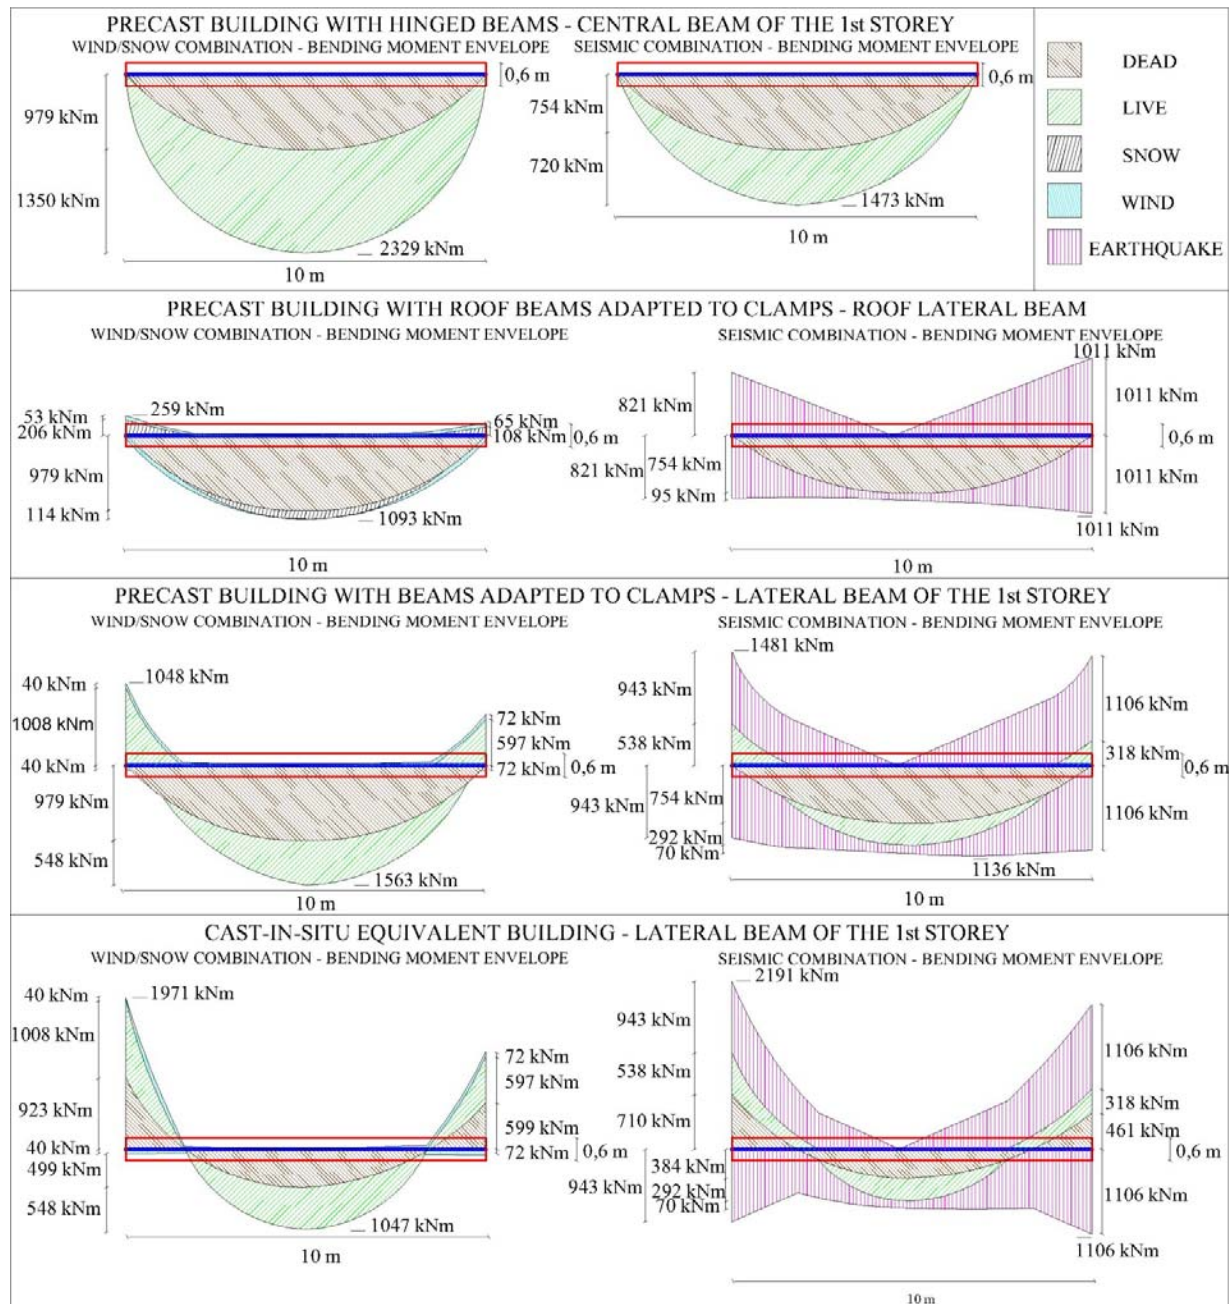 PRECAST BUILDING WITH HINGED BEAMS - CENTRAL BEAM OF THE 1st STOREY
WIND/SNOW COMBINATION - BENDING MOMENT ENVELOPE
SEISMIC COMBINATION - BENDING MOMENT ENVELOPE
0,6 m
979 kNm
1350 kNm
2329 kNm
10 m
0,6 m
754 kNm
720 kNm
1473 kNm
10 m
DEAD
LIVE
SNOW
WIND
EARTHQUAKE
PRECAST BUILDING WITH ROOF BEAMS ADAPTED TO CLAMPS - ROOF LATERAL BEAM
WIND/SNOW COMBINATION - BENDING MOMENT ENVELOPE
SEISMIC COMBINATION - BENDING MOMENT ENVELOPE
53 kNm
259 kNm
206 kNm
979 kNm
114 kNm
1093 kNm
65 kNm
108 kNm
0,6 m
10 m
1011 kNm
821 kNm
1011 kNm
821 kNm
754 kNm
95 kNm
0,6 m
1011 kNm
1011 kNm
10 m
PRECAST BUILDING WITH BEAMS ADAPTED TO CLAMPS - LATERAL BEAM OF THE 1st STOREY
WIND/SNOW COMBINATION - BENDING MOMENT ENVELOPE
SEISMIC COMBINATION - BENDING MOMENT ENVELOPE
40 kNm
1048 kNm
1008 kNm
40 kNm
979 kNm
548 kNm
1563 kNm
72 kNm
597 kNm
72 kNm
0,6 m
10 m
1481 kNm
943 kNm
538 kNm
943 kNm
754 kNm
292 kNm
70 kNm
1136 kNm
1106 kNm
318 kNm
0,6 m
1106 kNm
10 m
CAST-IN-SITU EQUIVALENT BUILDING - LATERAL BEAM OF THE 1st STOREY
WIND/SNOW COMBINATION - BENDING MOMENT ENVELOPE
SEISMIC COMBINATION - BENDING MOMENT ENVELOPE
40 kNm
1971 kNm
1008 kNm
923 kNm
40 kNm
499 kNm
548 kNm
1047 kNm
72 kNm
597 kNm
599 kNm
72 kNm
0,6 m
10 m
2191 kNm
943 kNm
538 kNm
710 kNm
943 kNm
384 kNm
292 kNm
70 kNm
1106 kNm
318 kNm
461 kNm
0,6 m
1106 kNm
1106 kNm
10 m